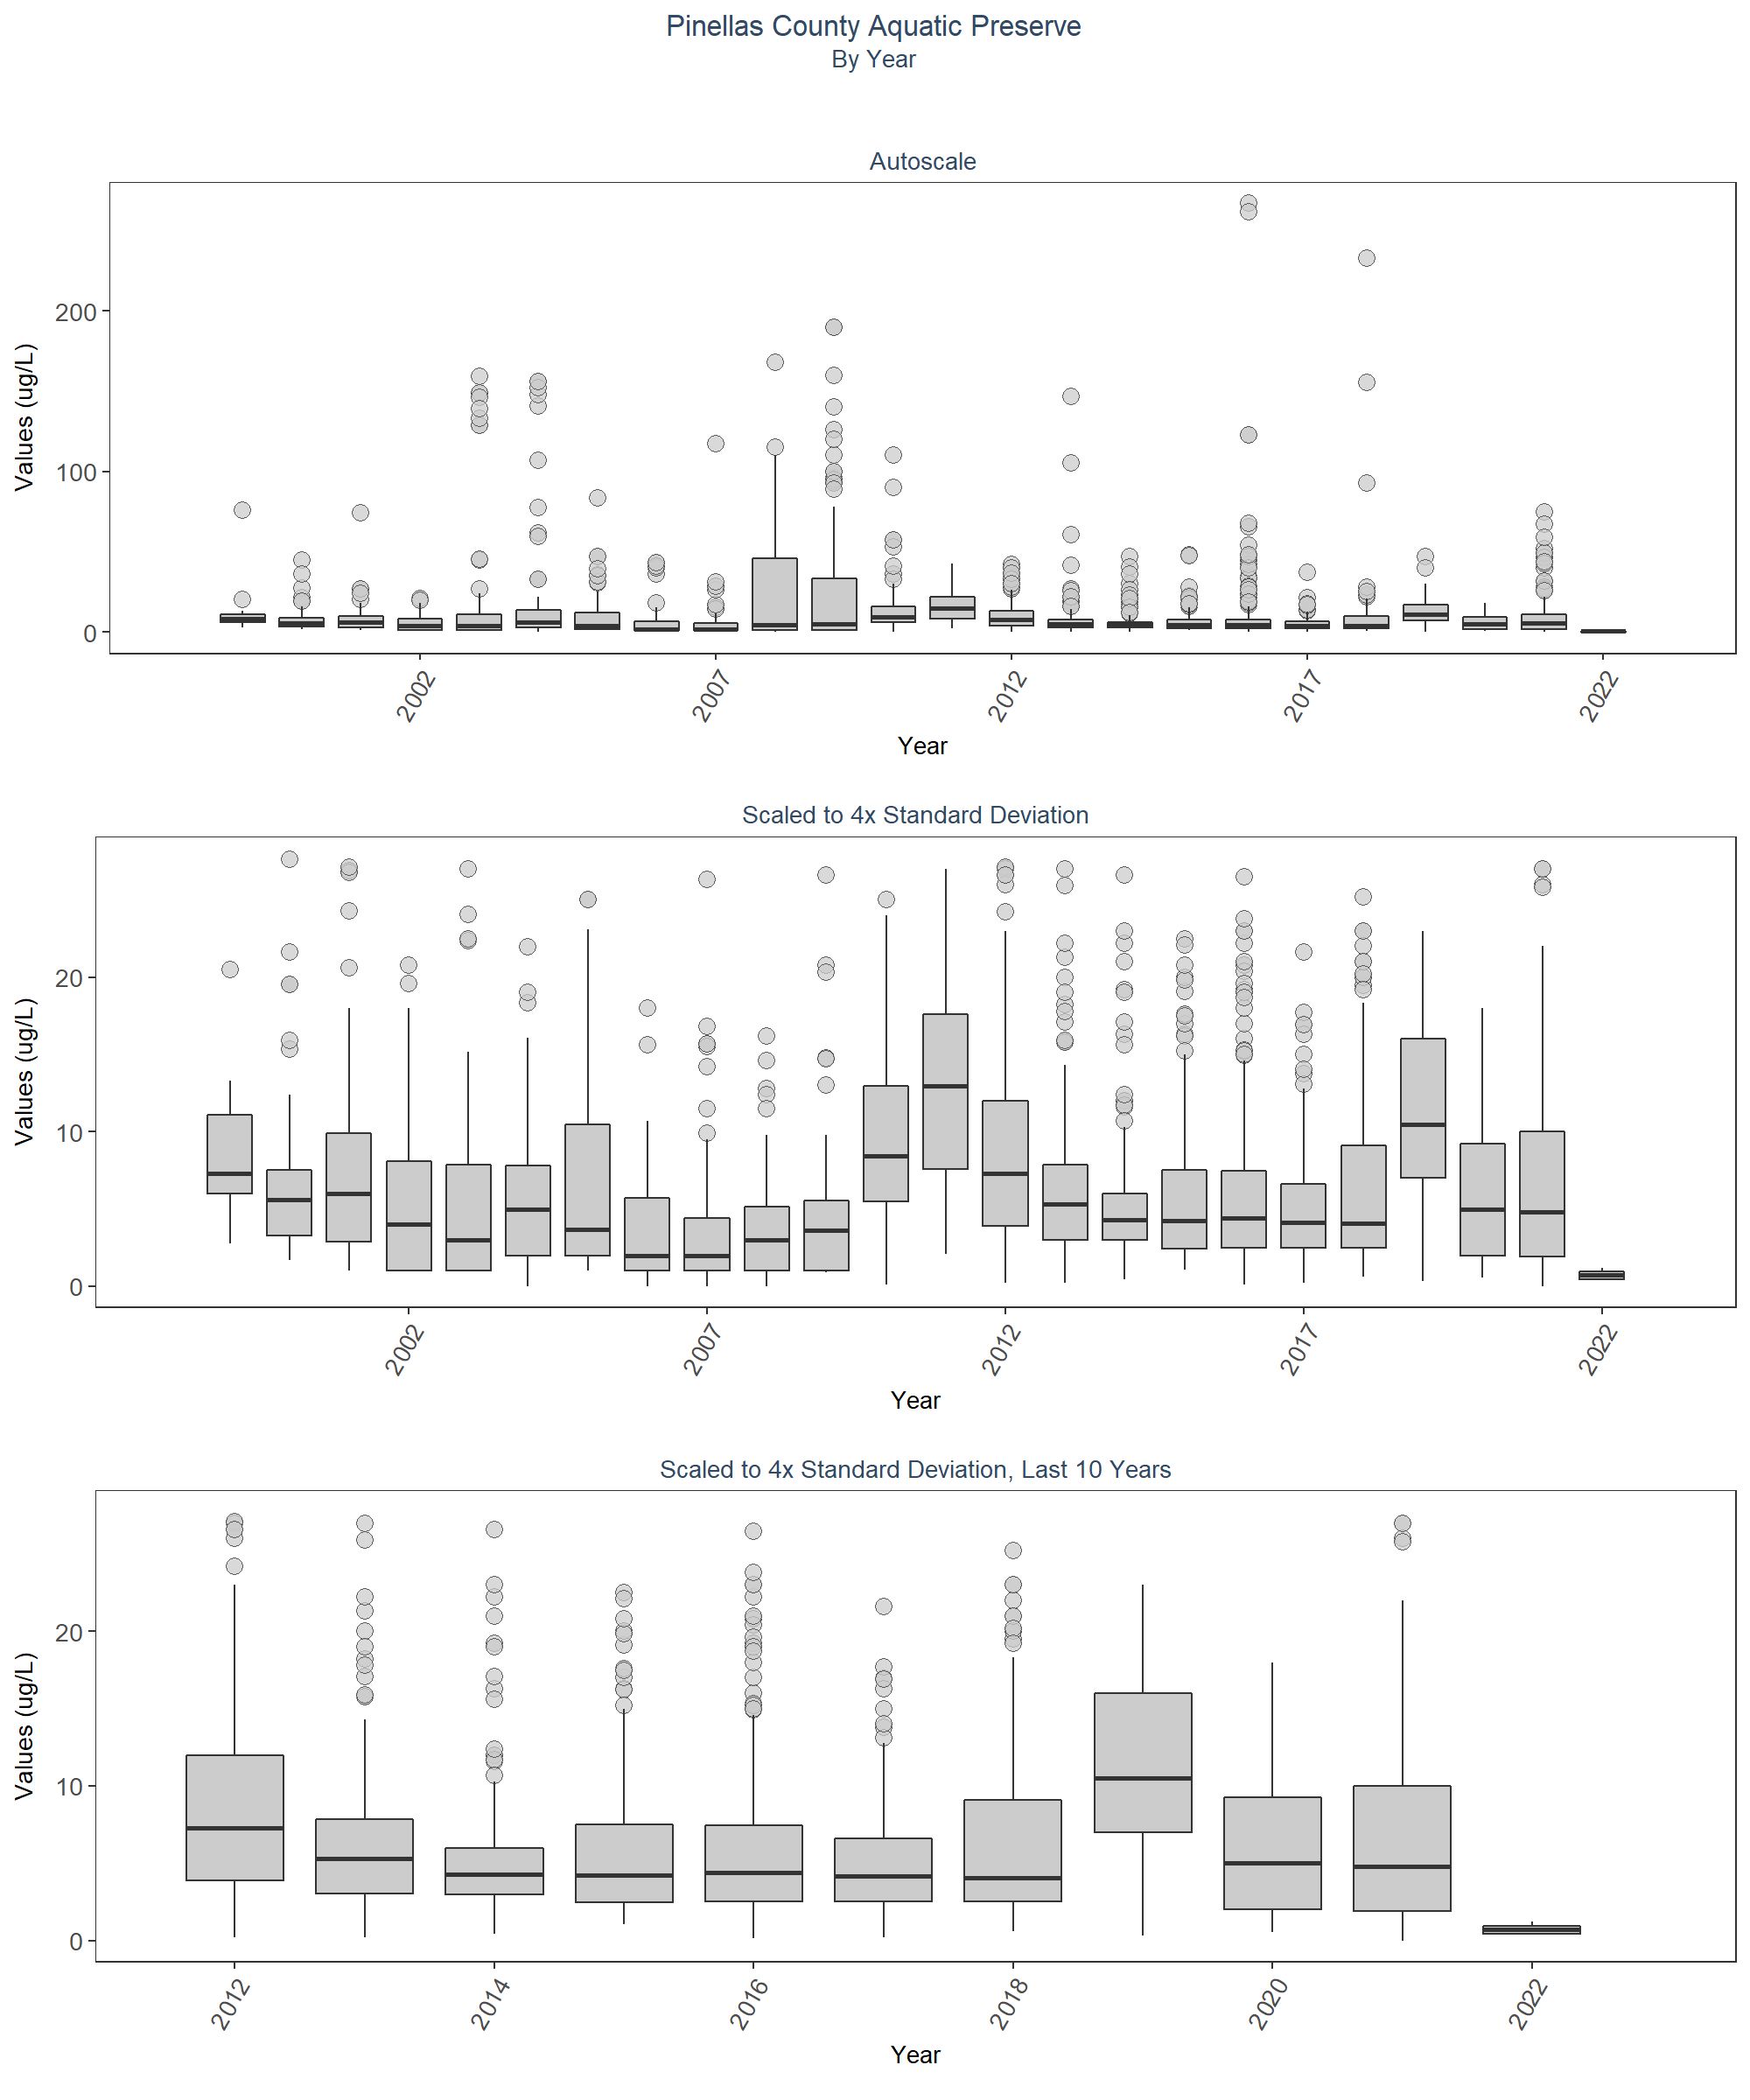 Pinellas County Aquatic Preserve
By Year
Autoscale
Values (ug/L)
200
100
0
2002
2007
2012
2017
2022
Year
Scaled to 4x Standard Deviation
Values (ug/L)
20
10
0
2002
2007
2012
2017
2022
Year
Scaled to 4x Standard Deviation, Last 10 Years
Values (ug/L)
20
10
0
2012
2014
2016
2018
2020
2022
Year